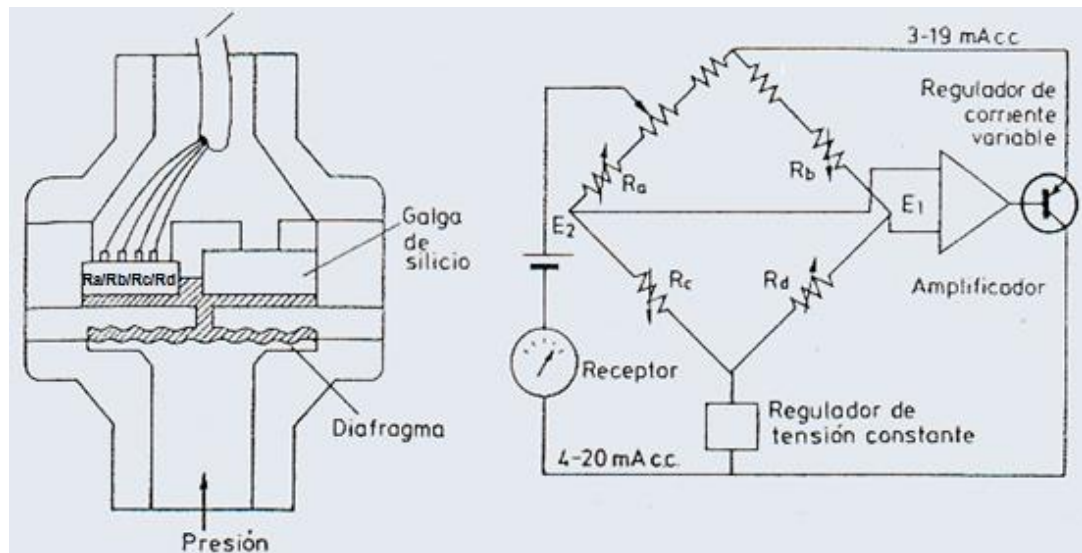 Galga
de
silicio
Ra/Rb/Rc/Rd
Diafragma
Presión
3-19 mA c c
Regulador de
corriente
variable
Ra
Rb
E2
E1
Rc
Rd
Amplificador
Receptor
Regulador de
tensión constante
4-20 mA c.c.